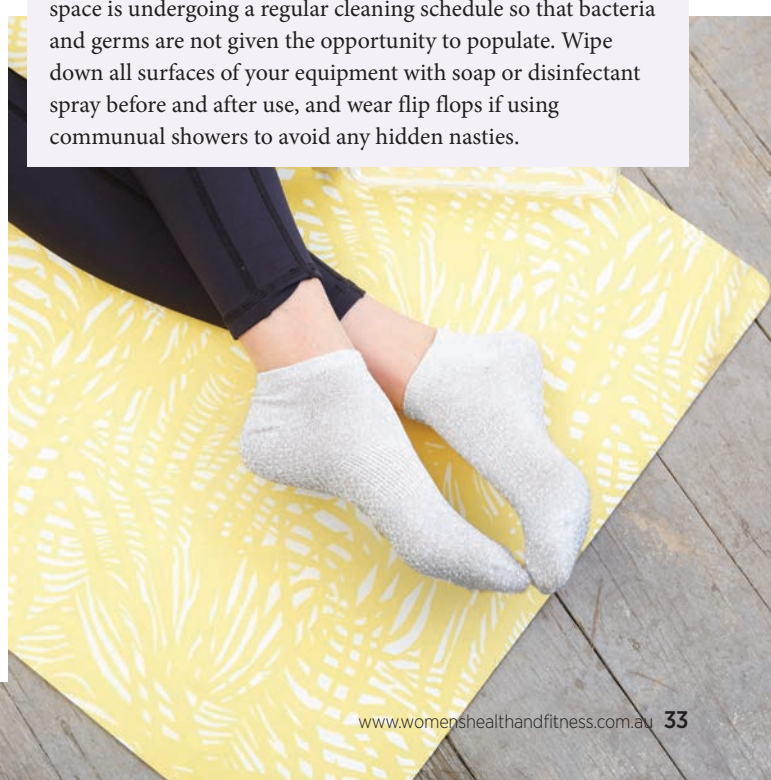 space is undergoing a regular cleaning schedule so that bacteria
and germs are not given the opportunity to populate. Wipe
down all surfaces of your equipment with soap or disinfectant
spray before and after use, and wear flip flops if using
communual showers to avoid any hidden nasties.
www.womenshealthandfitness.com.au 33